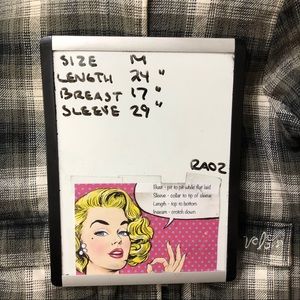 SIZE M
LENGTH 24"
BREAST 17"
SLEEVE 29"
RAOZ
Bust - pit to pit while flat laid
Sleeve - collar to tip of sleeve
Length - top to bottom
Inseam - crotch down